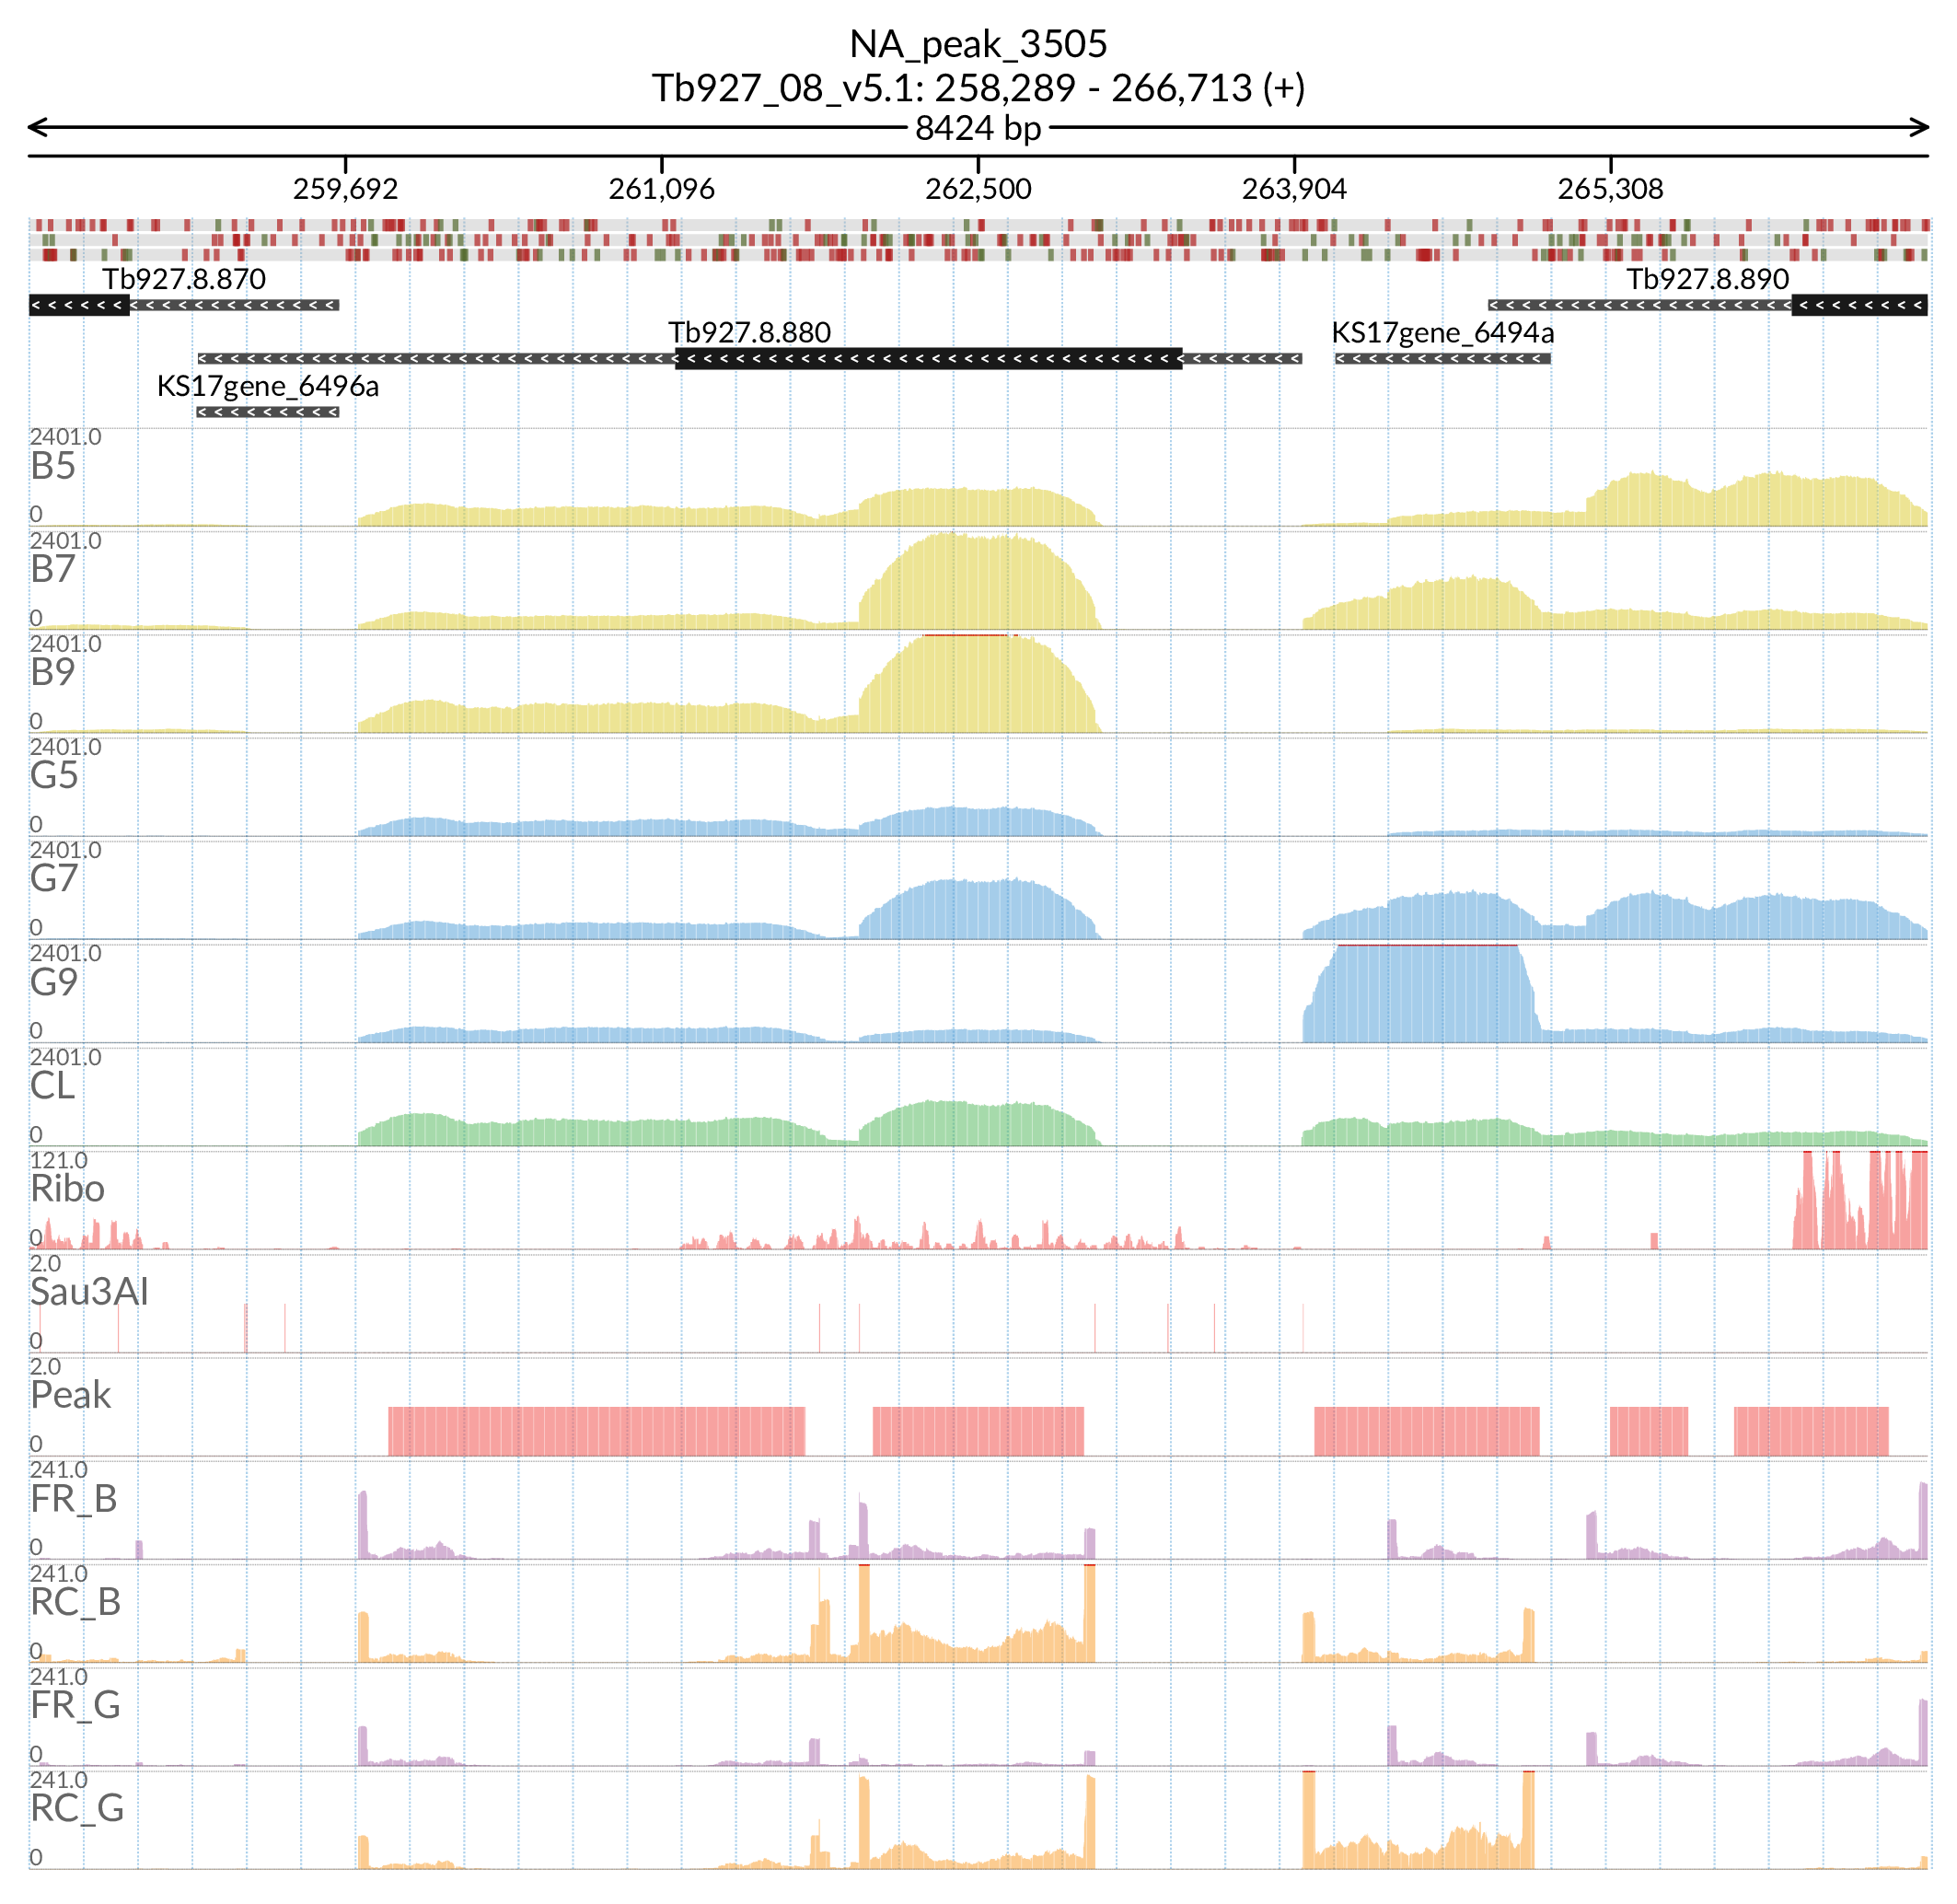 NA_peak_3505
Tb927_08_v5.1: 258,289 - 266,713 (+)
8424 bp
259,692 261,096 262,500 263,904 265,308
Tb927.8.870 Tb927.8.890
Tb927.8.880 KS17gene_6494a
KS17gene_6496a
2401.0
B5
0
2401.0
B7
0
2401.0
B9
0
2401.0
G5
0
2401.0
G7
0
2401.0
G9
0
2401.0
CL
0
121.0
Ribo
0
2.0
Sau3AI
0
2.0
Peak
0
241.0
FR_B
0
241.0
RC_B
0
241.0
FR_G
0
241.0
RC_G
0